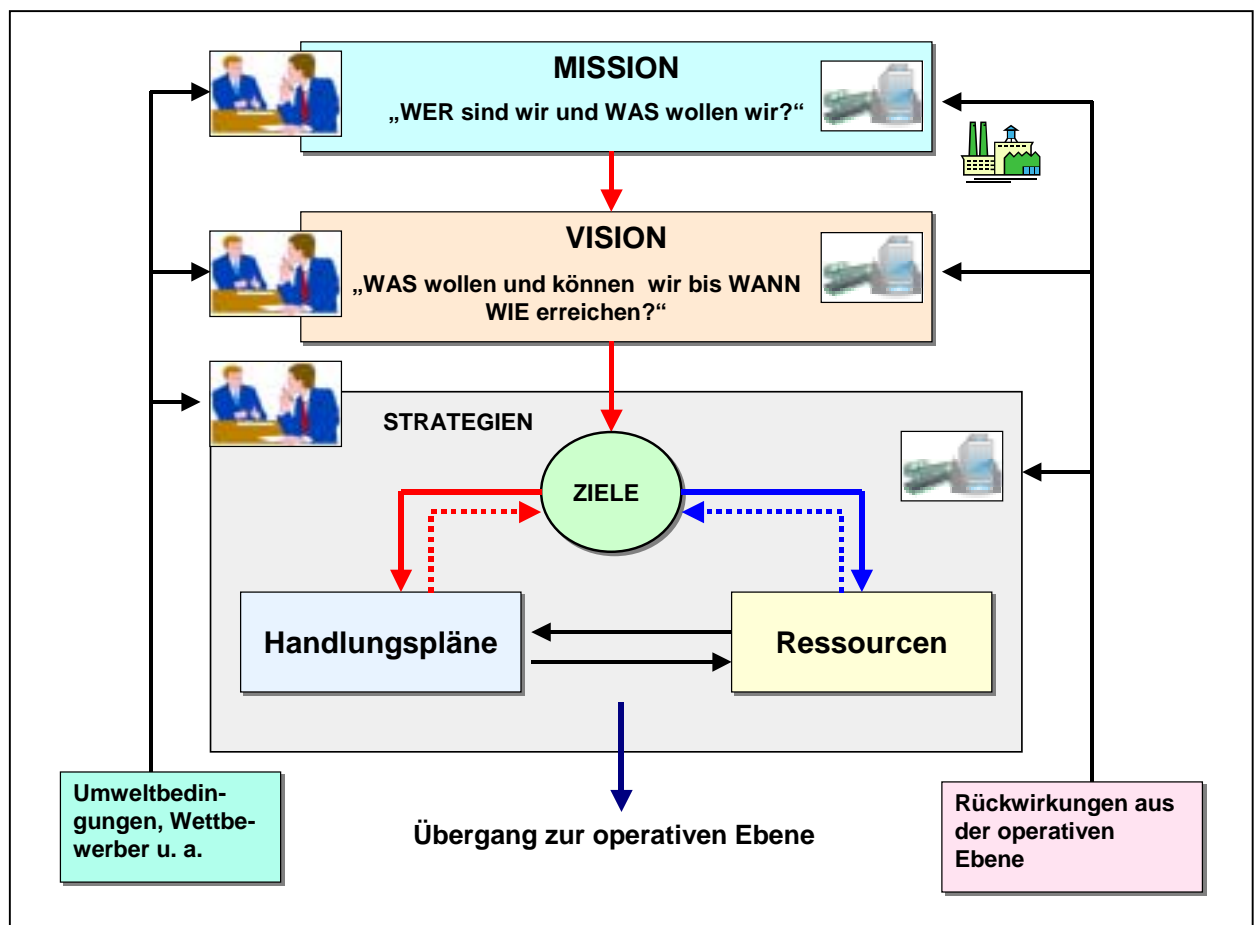 MISSION
„WER sind wir und WAS wollen wir?“
VISION
„WAS wollen und können  wir bis WANN
WIE erreichen?“
STRATEGIEN
ZIELE
Handlungspläne
Ressourcen
Umweltbedin-
gungen, Wettbe-
werber u. a.
Übergang zur operativen Ebene
Rückwirkungen aus
der operativen
Ebene